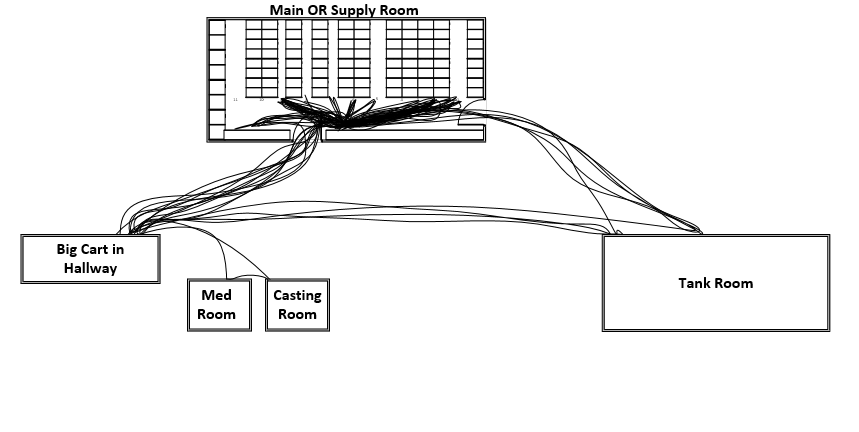 Main OR Supply Room
Big Cart in
Hallway
Med
Room
Casting
Room
Tank Room